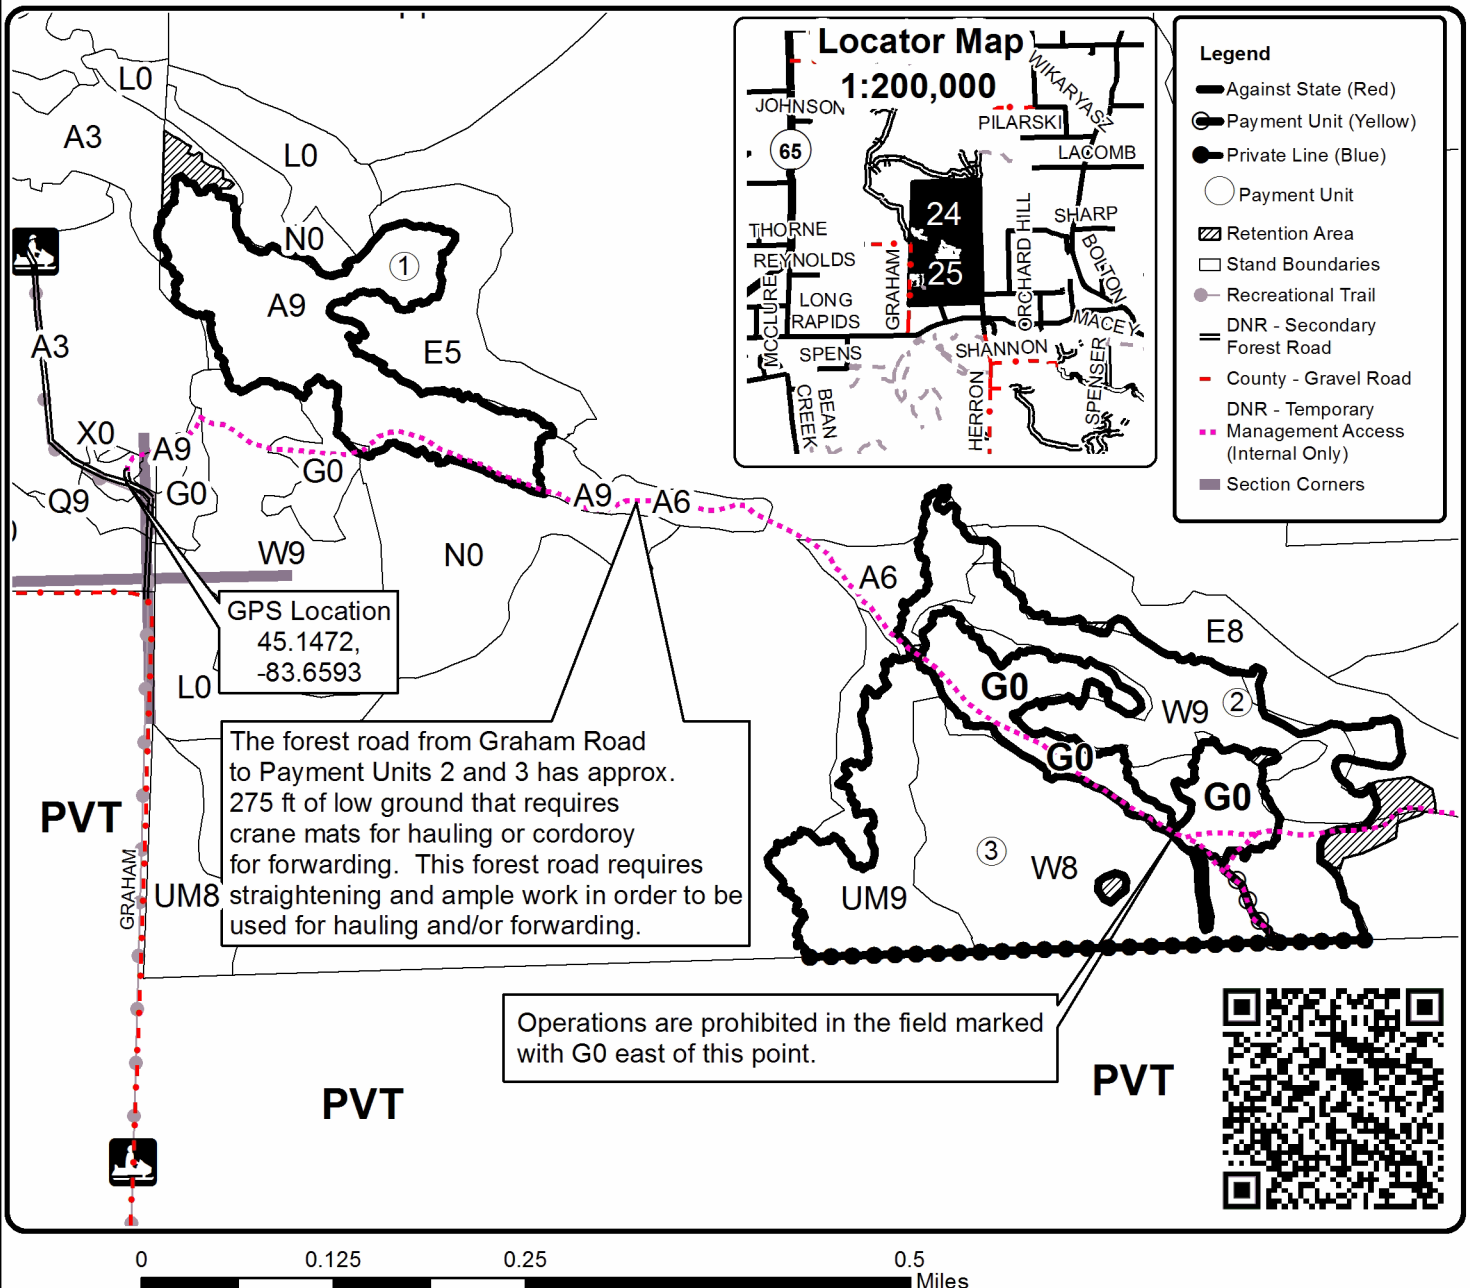 Locator Map
1:200,000
WIKARYASZ
JOHNSON
PILARSKI
65
LACOMB
24
SHARP
THORNE
REYNOLDS
25
BOLTON
MCCLURE
LONG
RAPIDS
GRAHAM
ORCHARD HILL
MACEY
SPENS
SHANNON
SPENSER
BEAN
CREEK
HERRON
Legend
Against State (Red)
Payment Unit (Yellow)
Private Line (Blue)
Payment Unit
Retention Area
Stand Boundaries
Recreational Trail
DNR - Secondary
Forest Road
County - Gravel Road
DNR - Temporary
Management Access
(Internal Only)
Section Corners
L0
A3
L0
N0
1
A9
A3
E5
X0
A9
G0
Q9
G0
A9
A6
W9
N0
)
A6
GPS Location
45.1472,
-83.6593
E8
L0
G0
W9
2
G0
G0
The forest road from Graham Road
to Payment Units 2 and 3 has approx.
275 ft of low ground that requires
crane mats for hauling or cordoroy
for forwarding. This forest road requires
straightening and ample work in order to be
used for hauling and/or forwarding.
PVT
GRAHAM
UM8
3
W8
UM9
Operations are prohibited in the field marked
with G0 east of this point.
PVT
PVT
0
0.125
0.25
0.5
Miles